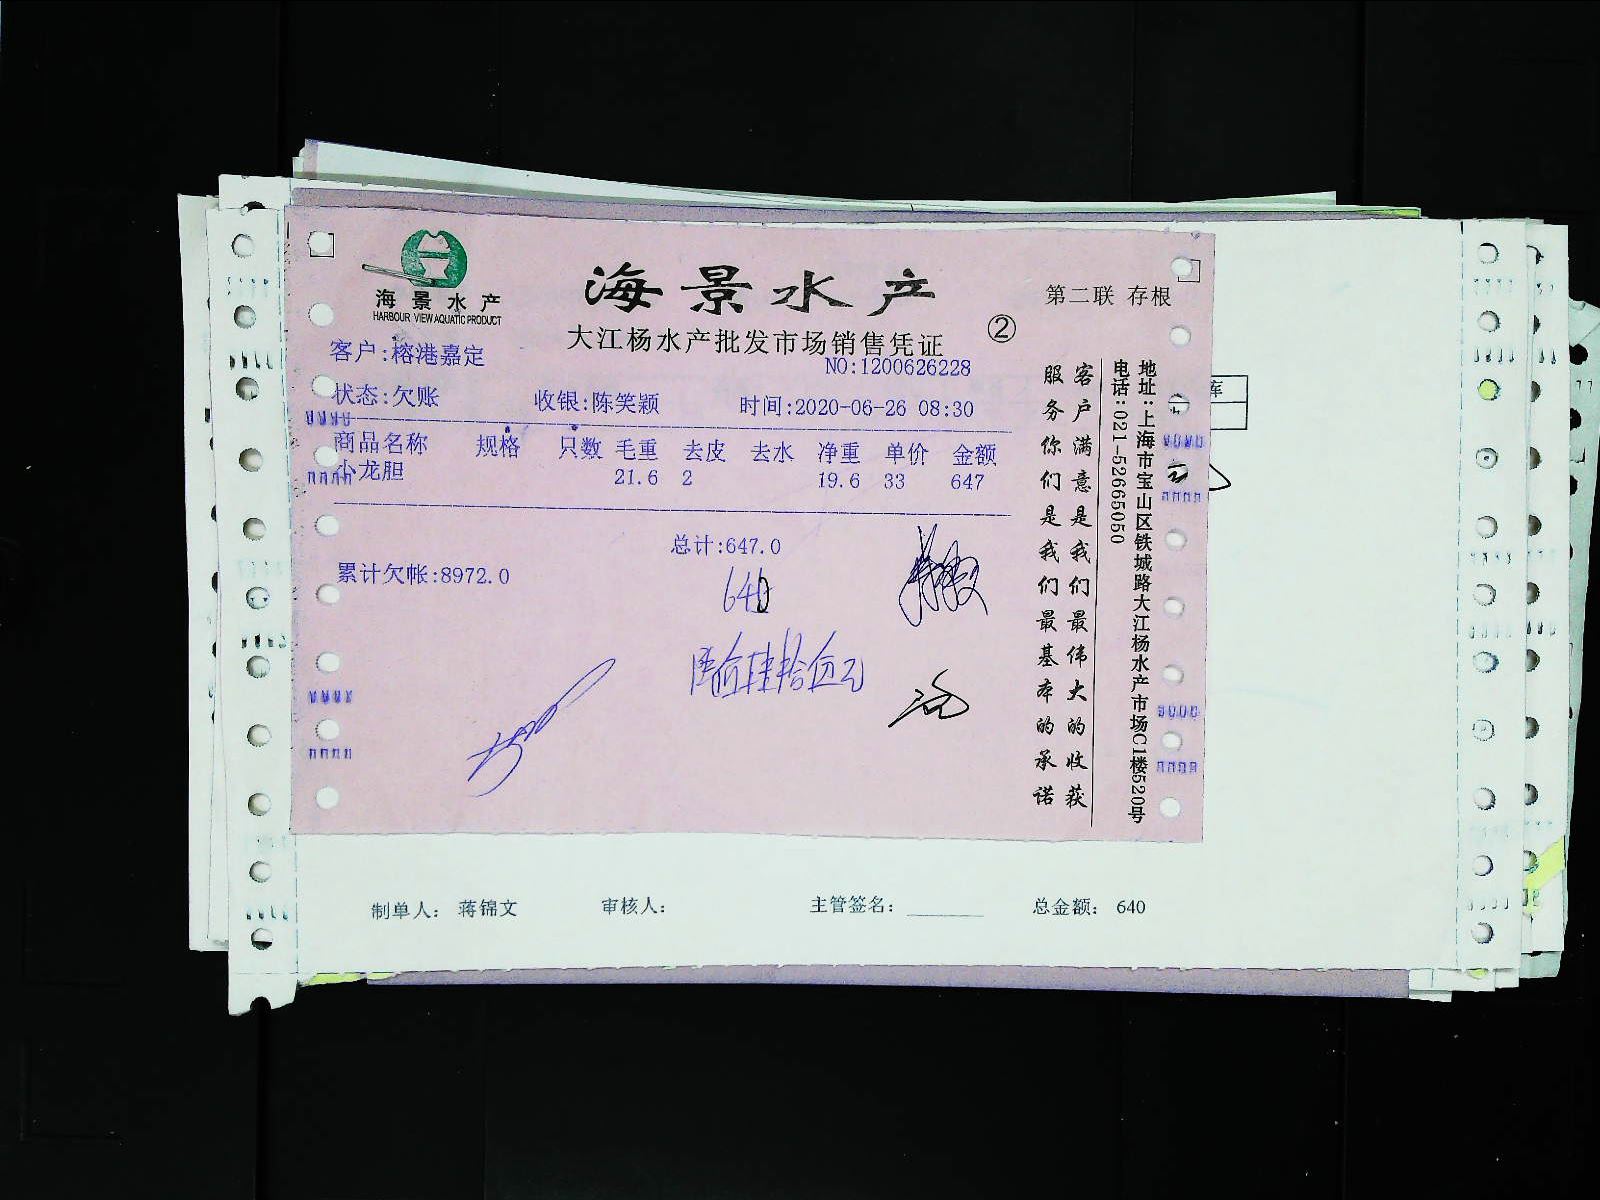 海景水产
HARBOUR VIEW AQUATIC PRODUCT
海景水产
第二联 存根
大江杨水产批发市场销售凭证
②
NO:1200626228
客户:榕港嘉定
状态:欠账 收银:陈笑颖 时间:2020-06-26 08:30
商品名称 规格 只数 毛重 去皮 去水 净重 单价 金额
小龙胆 21.6 2 19.6 33 647
总计:647.0
累计欠帐:8972.0
客户满意是我们最伟大的收获
服务你们是我们最基本的承诺
地址:上海市宝山区铁城路大江杨水产市场C1楼520号
电话:021-52665050
库
制单人: 蒋锦文 审核人: 主管签名: 总金额: 640